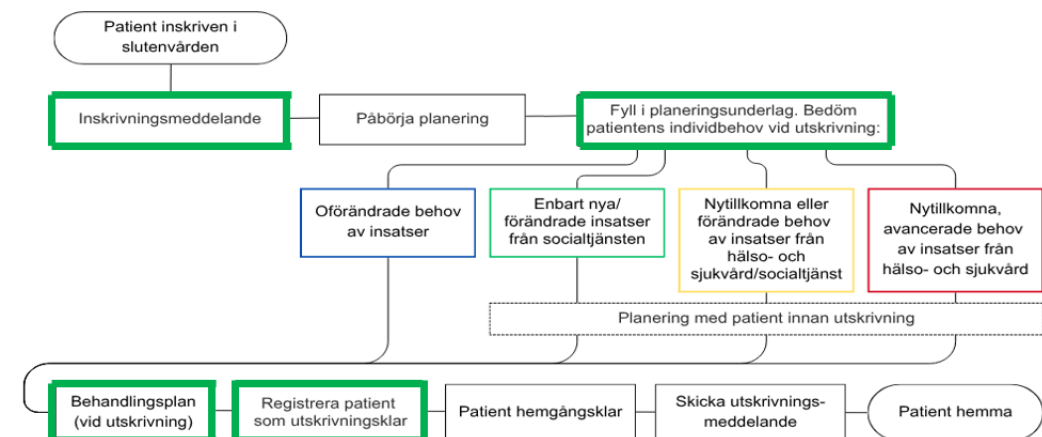 Patient inskriven i
slutenvården
Inskrivningsmeddelande
Påbörja planering
Fyll i planeringsunderlag. Bedöm
patientens individbehov vid utskrivning:
Oförändrade behov
av insatser
Enbart nya/
förändrade insatser
från socialtjänsten
Nytillkomna eller
förändrade behov
av insatser från
hälso- och
sjukvård/socialtjänst
Nytillkomna,
avancerade behov
av insatser från
hälso- och sjukvård
Planering med patient innan utskrivning
Behandlingsplan
(vid utskrivning)
Registrera patient
som utskrivningsklar
Patient hemgångsklar
Skicka utskrivnings-
meddelande
Patient hemma